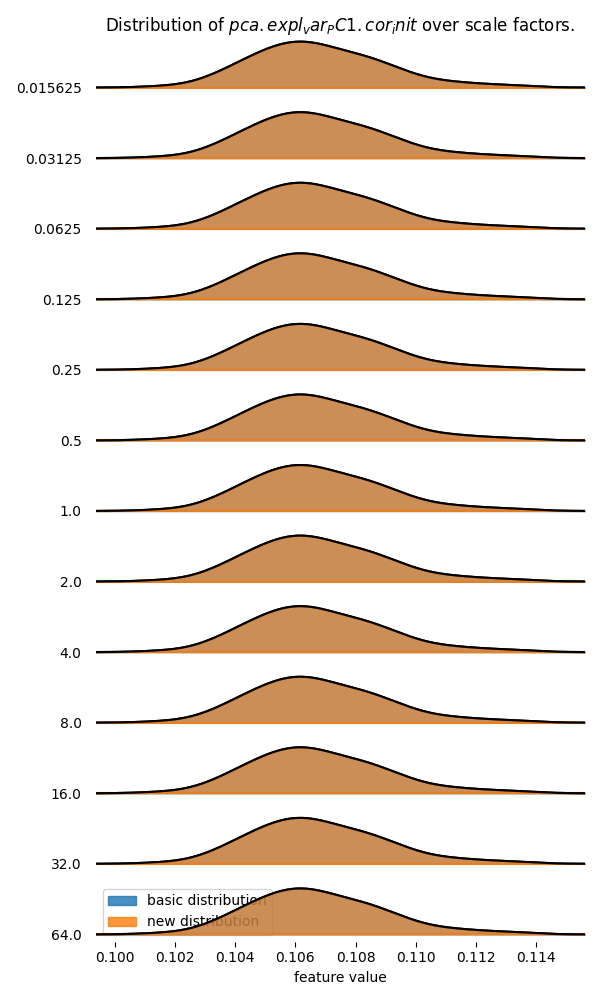 Distribution of pca.expl_var_PC1.cor_init over scale factors.
0.015625
0.03125
0.0625
0.125
0.25
0.5
1.0
2.0
4.0
8.0
16.0
32.0
64.0
basic distribution
new distribution
0.100 0.102 0.104 0.106 0.108 0.110 0.112 0.114
feature value